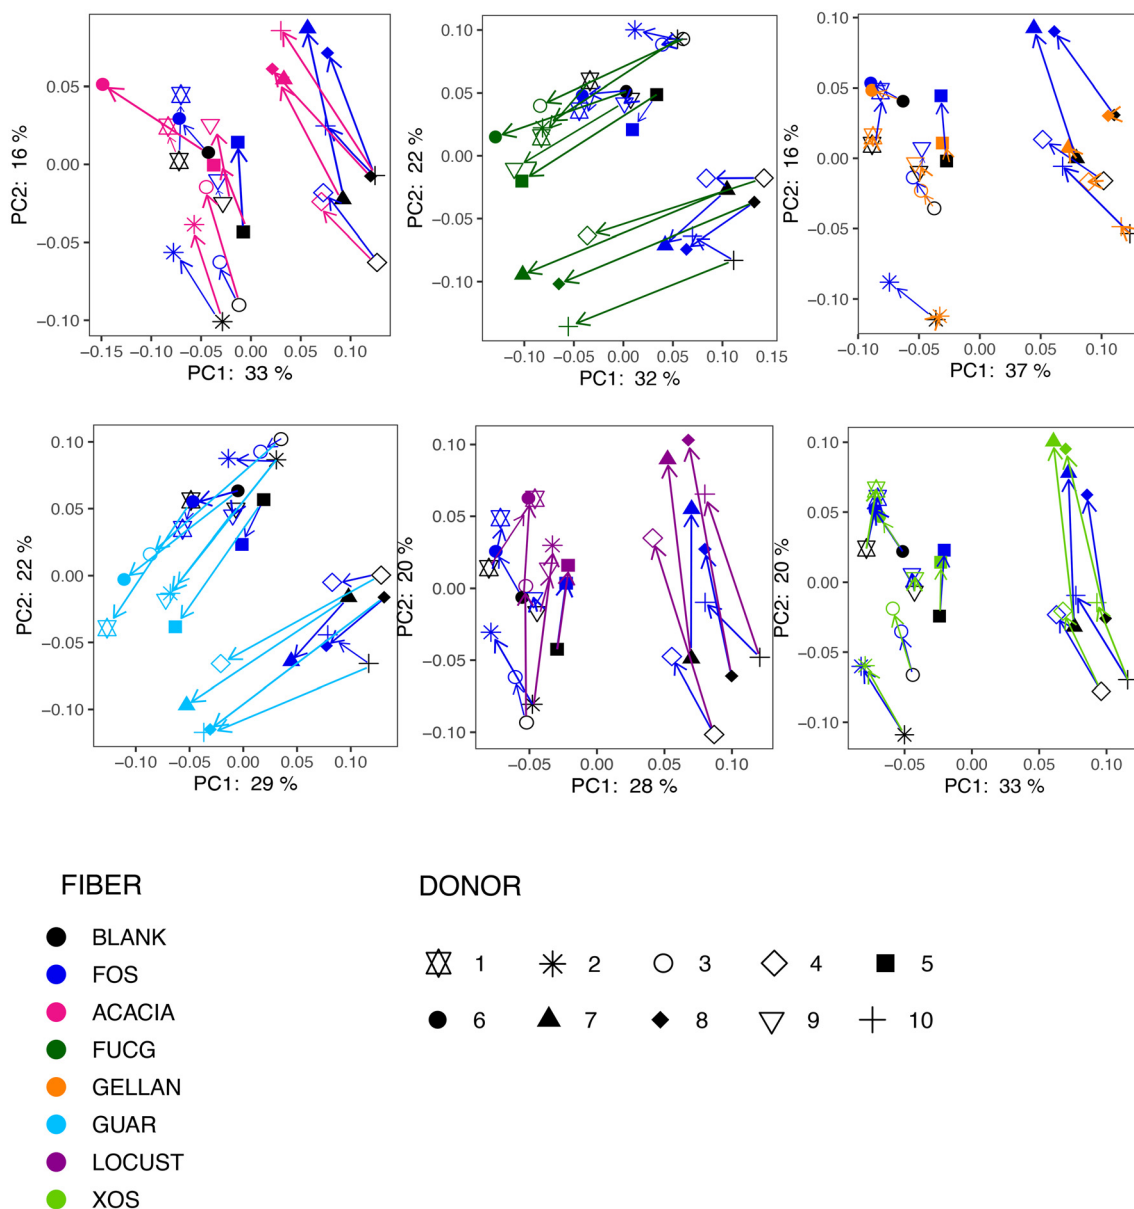 0.05
0.00
−0.05
−0.10
PC2: 16 %
−0.15 −0.10 −0.05 0.00 0.05 0.10
PC1: 33 %
0.10
0.05
0.00
−0.05
−0.10
PC2: 22 %
−0.10 −0.05 0.00 0.05 0.10 0.15
PC1: 32 %
0.10
0.05
0.00
−0.05
−0.10
PC2: 16 %
−0.10 −0.05 0.00 0.05 0.10
PC1: 37 %
0.10
0.05
0.00
−0.05
−0.10
PC2: 22 %
−0.10 −0.05 0.00 0.05 0.10
PC1: 29 %
0.10
0.05
0.00
−0.05
−0.10
PC2: 20 %
−0.05 0.00 0.05 0.10
PC1: 28 %
0.10
0.05
0.00
−0.05
−0.10
PC2: 20 %
−0.05 0.00 0.05 0.10
PC1: 33 %
FIBER
BLANK
FOS
ACACIA
FUCG
GELLAN
GUAR
LOCUST
XOS
DONOR
1 2 3 4 5
6 7 8 9 10